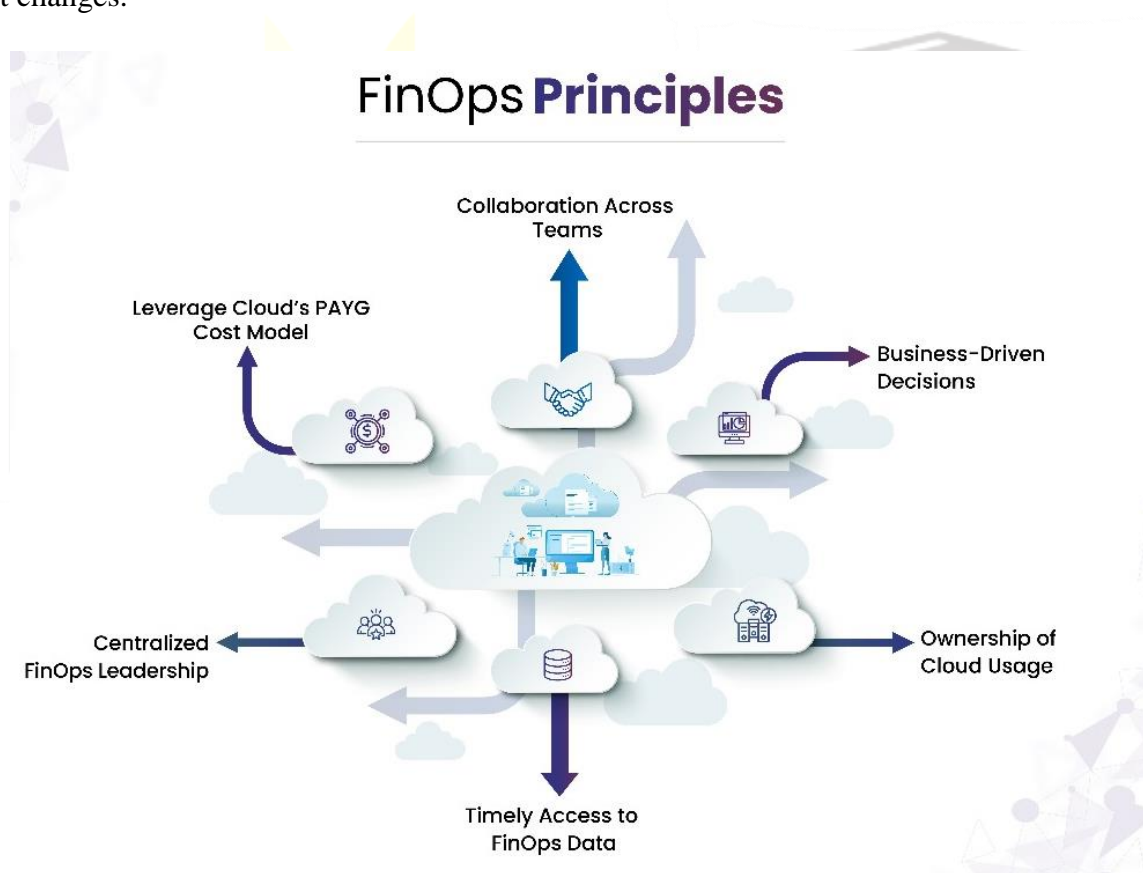 t changes.
FinOps Principles
Collaboration Across
Teams
Leverage Cloud's PAYG
Cost Model
Business-Driven
Decisions
Centralized
FinOps Leadership
Ownership of
Cloud Usage
Timely Access to
FinOps Data